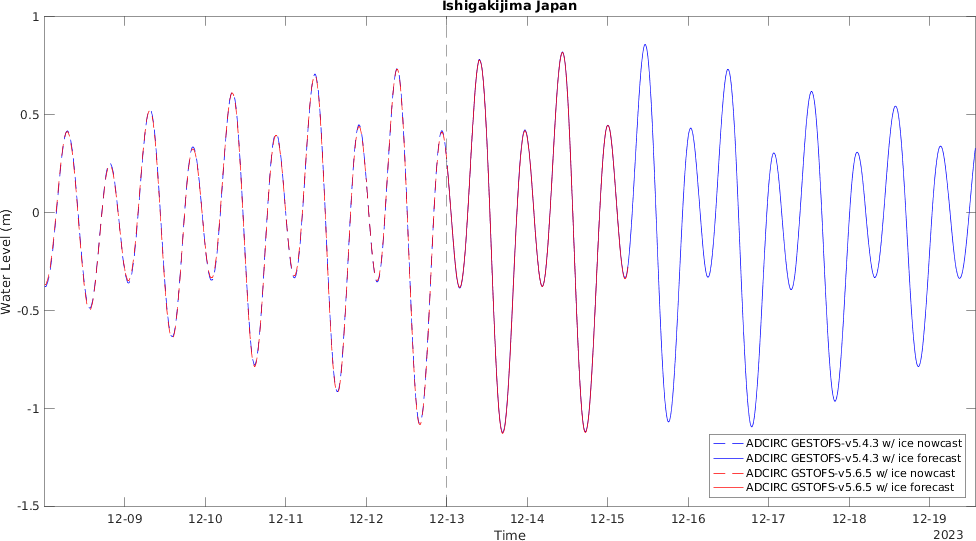 Ishigakijima Japan
1
0.5
0
-0.5
-1
-1.5
Water Level (m)
ADCIRC GESTOFS-v5.4.3 w/ ice nowcast
ADCIRC GESTOFS-v5.4.3 w/ ice forecast
ADCIRC GSTOFS-v5.6.5 w/ ice nowcast
ADCIRC GSTOFS-v5.6.5 w/ ice forecast
12-09 12-10 12-11 12-12 12-13 12-14 12-15 12-16 12-17 12-18 12-19
Time
2023